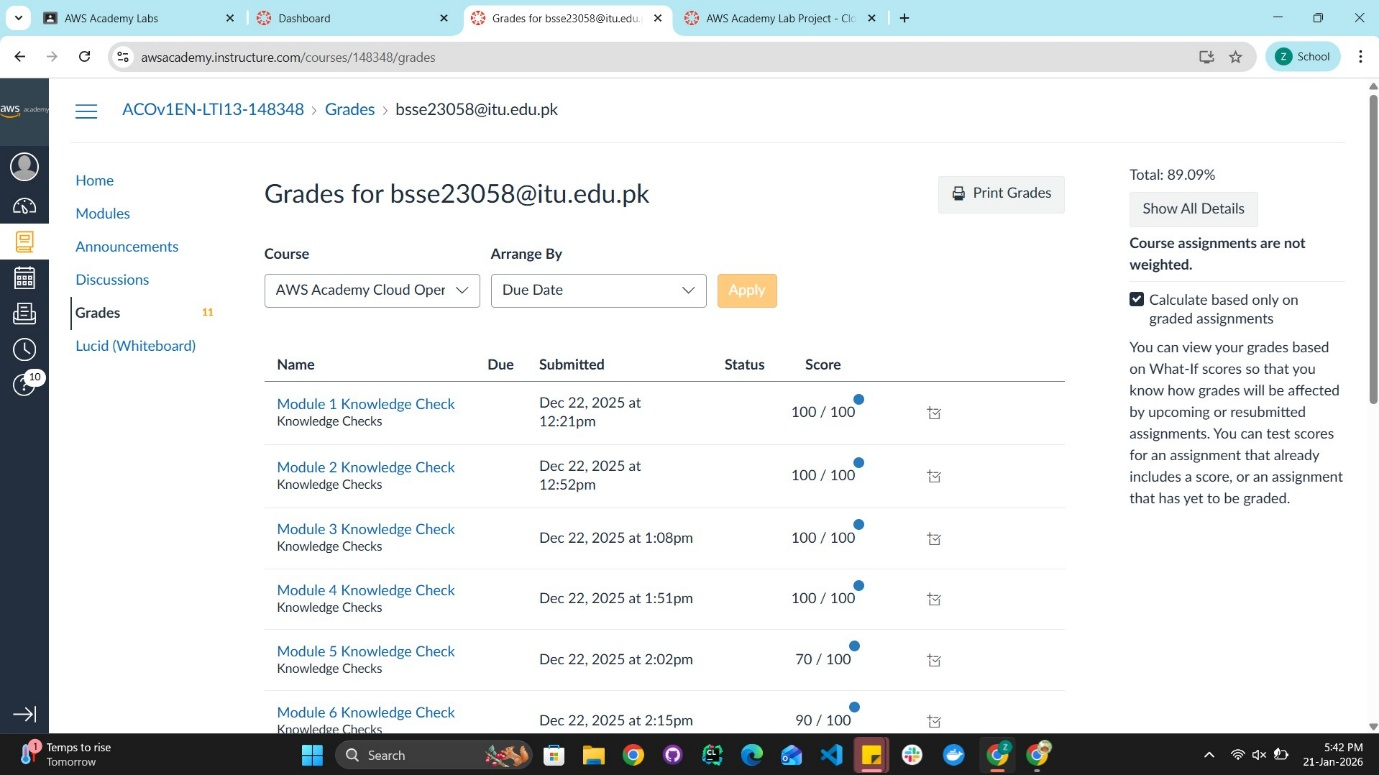 AWS Academy Labs
Dashboard
Grades for bsse23058@itu.edu.
AWS Academy Lab Project - Clo
awsacademy.instructure.com/courses/148348/grades
Z School
aws academy
ACOv1EN-LTI13-148348 > Grades > bsse23058@itu.edu.pk
Home
Modules
Announcements
Discussions
Grades 11
Lucid (Whiteboard)
10
Grades for bsse23058@itu.edu.pk
Print Grades
Course
Arrange By
AWS Academy Cloud Oper
Due Date
Apply
Name Due Submitted Status Score
Module 1 Knowledge Check
Knowledge Checks
Dec 22, 2025 at
12:21pm
100 / 100
Module 2 Knowledge Check
Knowledge Checks
Dec 22, 2025 at
12:52pm
100 / 100
Module 3 Knowledge Check
Knowledge Checks
Dec 22, 2025 at 1:08pm
100 / 100
Module 4 Knowledge Check
Knowledge Checks
Dec 22, 2025 at 1:51pm
100 / 100
Module 5 Knowledge Check
Knowledge Checks
Dec 22, 2025 at 2:02pm
70 / 100
Module 6 Knowledge Check
Knowledge Checks
Dec 22, 2025 at 2:15pm
90 / 100
Total: 89.09%
Show All Details
Course assignments are not
weighted.
Calculate based only on
graded assignments
You can view your grades based
on What-If scores so that you
know how grades will be affected
by upcoming or resubmitted
assignments. You can test scores
for an assignment that already
includes a score, or an assignment
that has yet to be graded.
1
Temps to rise
Tomorrow
Search
5:42 PM
21-Jan-2026